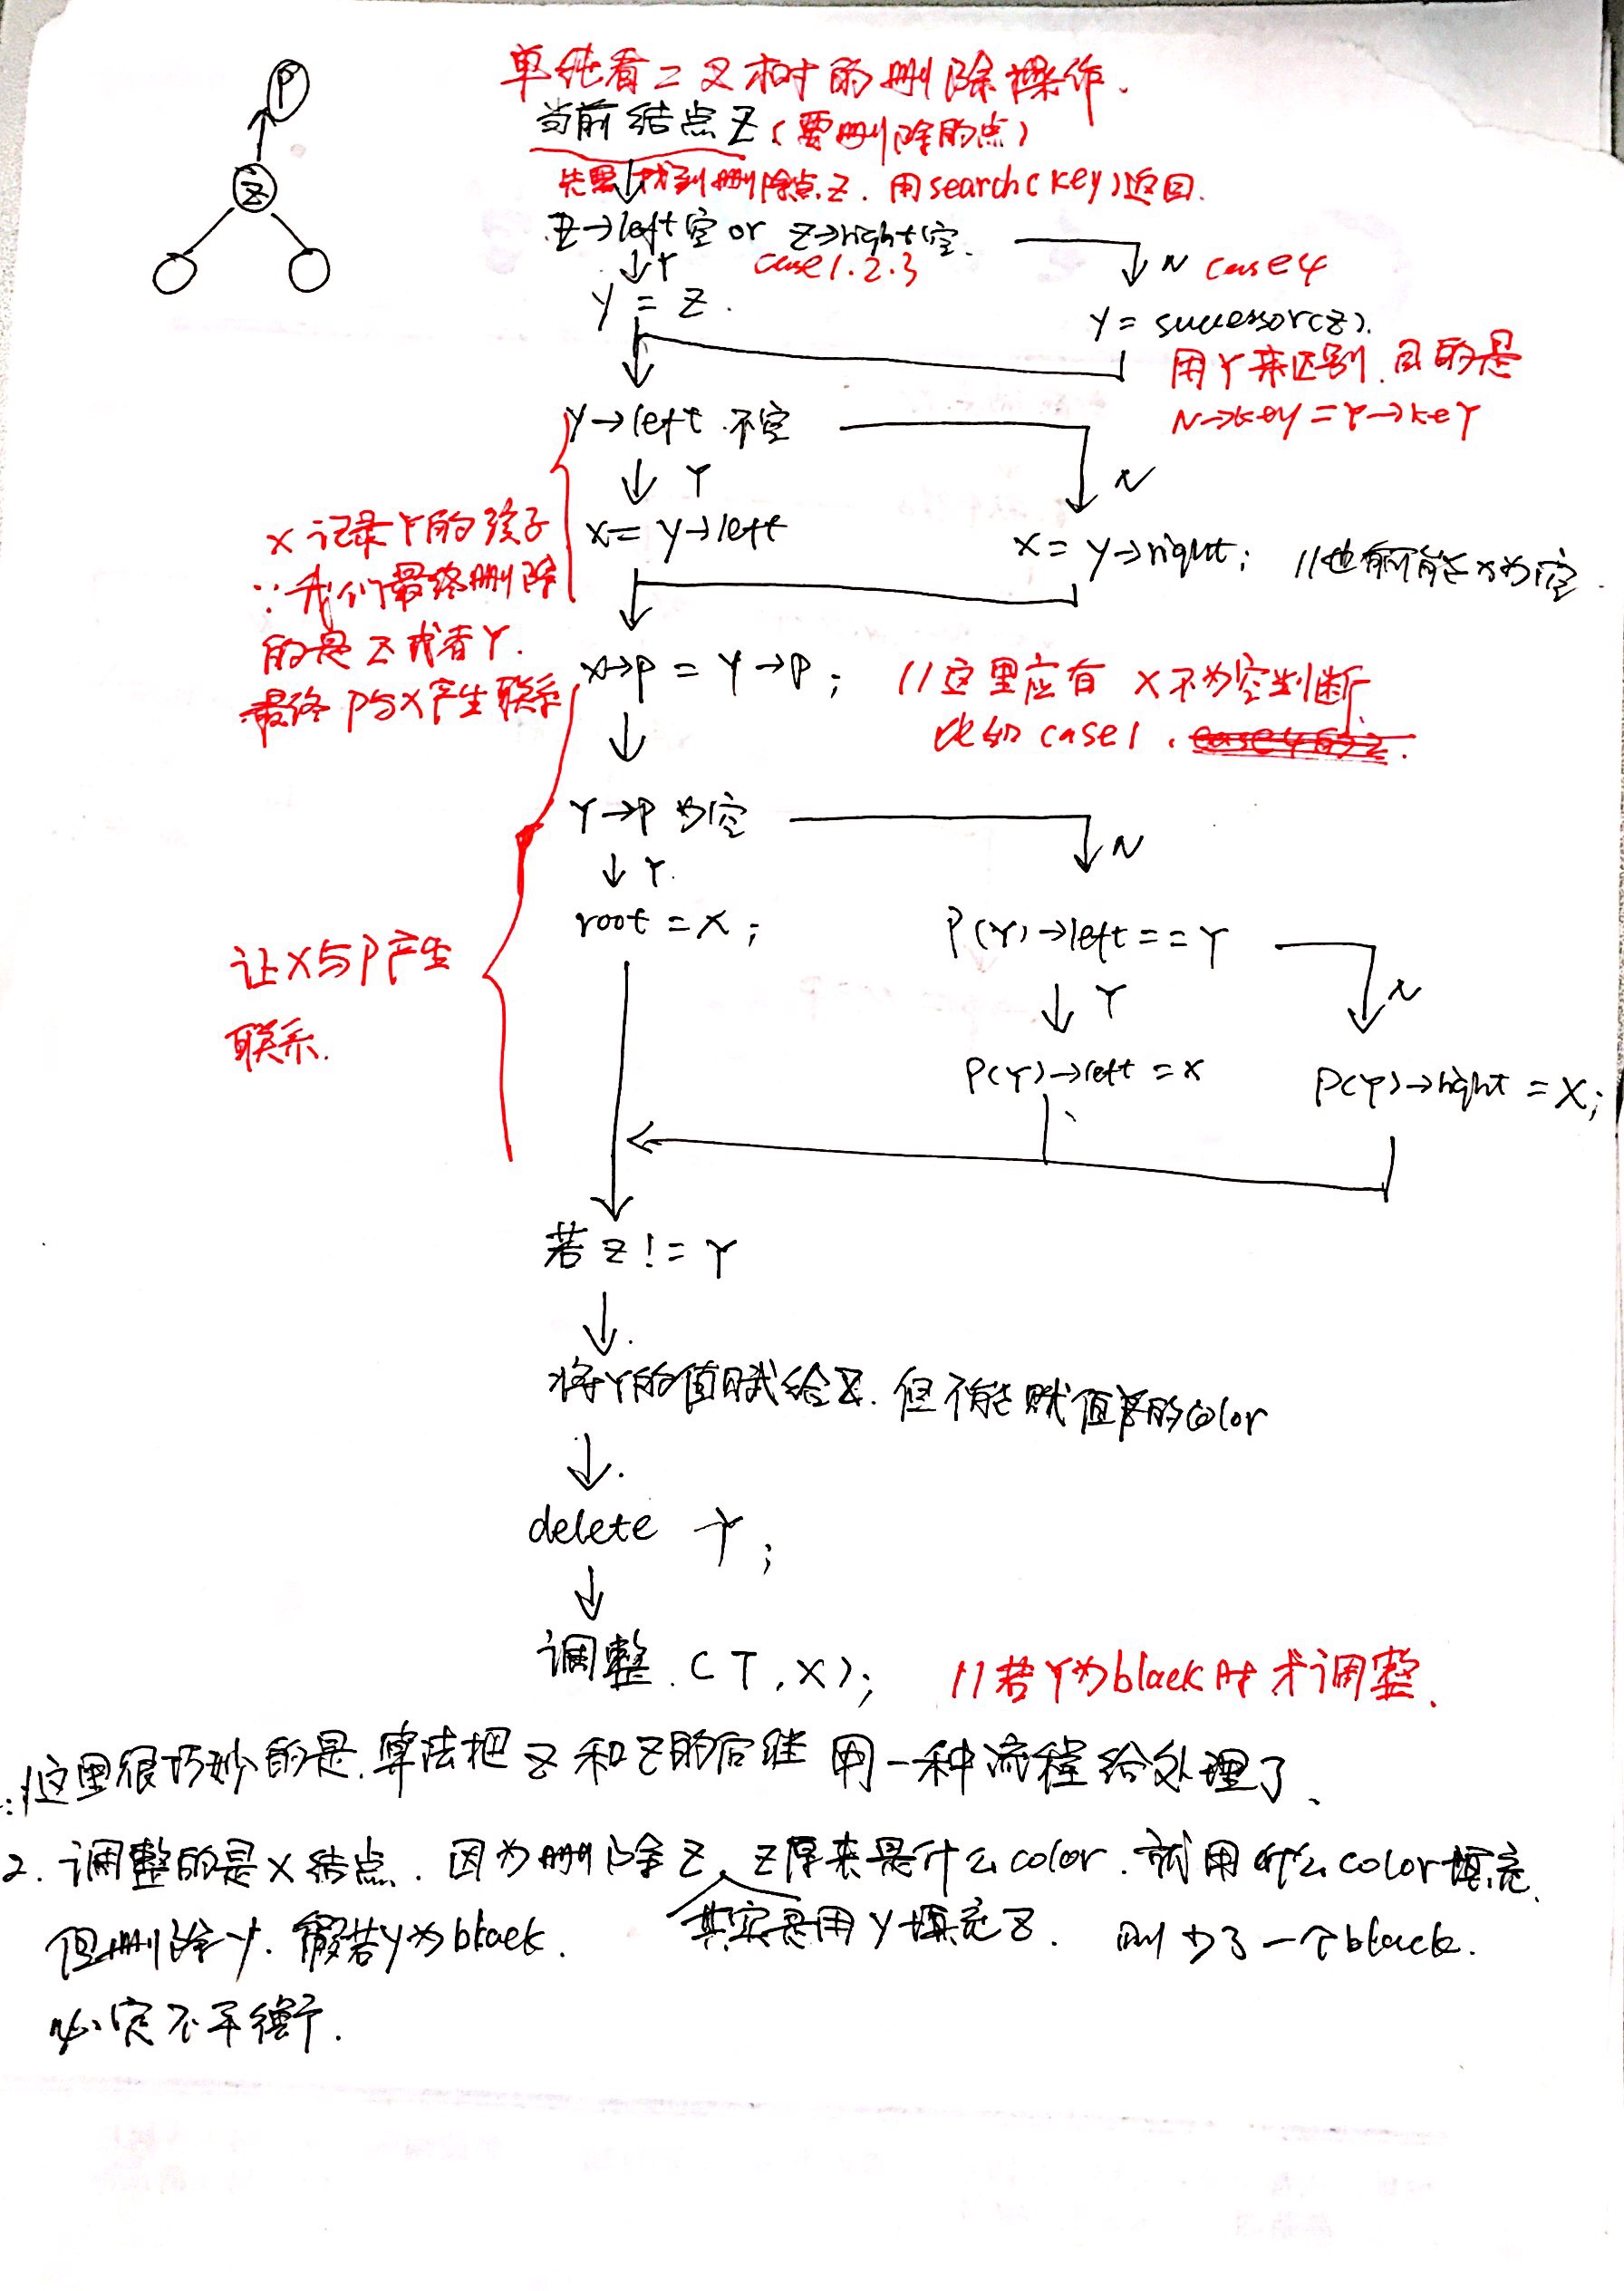 P
单纯看二叉树的删除操作.
当前结点Z(要删除的点)
先要找到删除点Z. 用search(key)返回.
Z
Z→left空 or Z→right空.
Y
case1.2.3
N case4
y = Z.
y = successor(Z).
用Y来区别.目的是
N→key=Y→key
y→left 不空
Y
N
x= y→left
x= y→right; //也有可能x为空.
x 记录Y的孩子
∵我们最终删除
的是Z或者Y.
最终P与X产生联系
x→p = Y→P; //这里应有 X不为空判断.
比如case1.
Y→P 为空
Y.
N
root = X;
P(Y)→left==Y
Y
N
让X与P产生
联系.
P(Y)→left = X
P(Y)→right = X;
若 Z != Y
将Y的值赋给Z.但不能赋值Y的color
delete Y;
调整.(T,X); //若Y为black时才调整.
1.这里很巧妙的是.算法把Z和Z的后继 用一种流程给处理了.
2. 调整的是X结点. 因为删除Z, Z原来是什么color.就用什么color填充.
其实是用Y填充Z.
但删除Y. 假若Y为black. 则少了一个black.
必定不平衡.